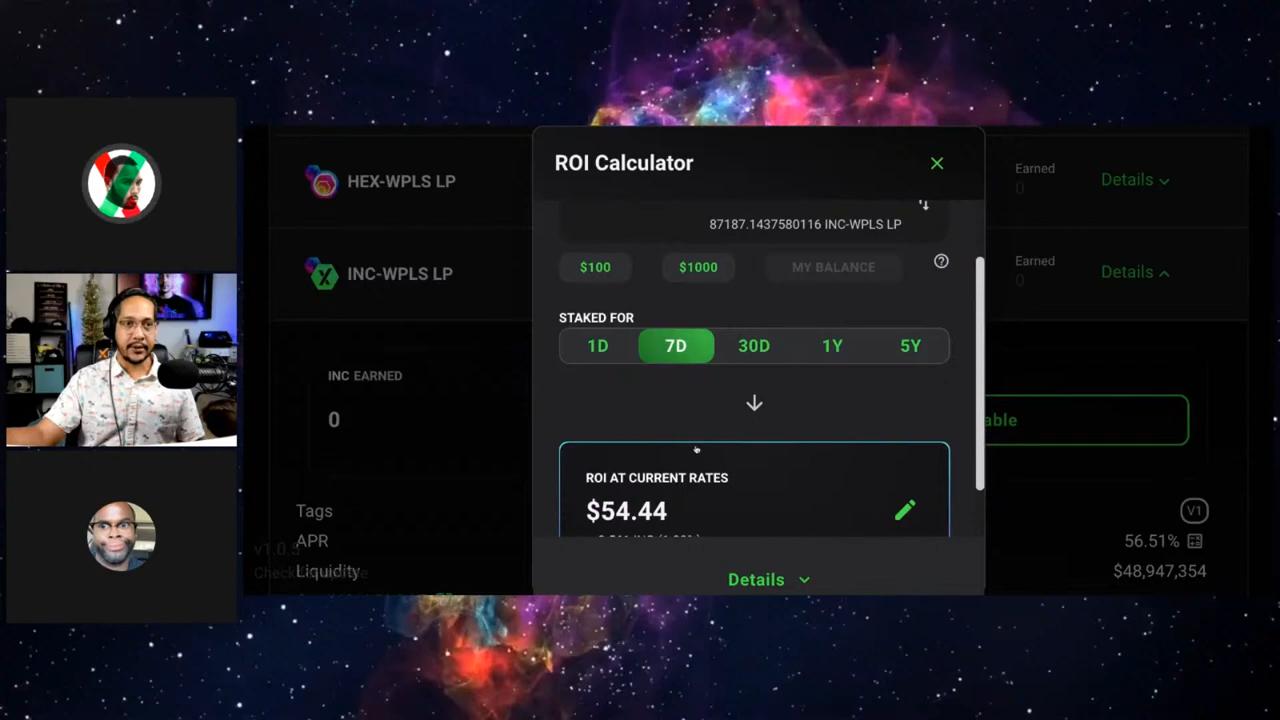 ROI Calculator
87187.1437580116 INC-WPLS LP
$100
$1000
MY BALANCE
STAKED FOR
1D
7D
30D
1Y
5Y
ROI AT CURRENT RATES
$54.44
Details
HEX-WPLS LP
Earned
0
Details
INC-WPLS LP
Earned
0
Details
INC EARNED
0
able
Tags
V1
APR
56.51%
Liquidity
$48,947,354
v1.0.